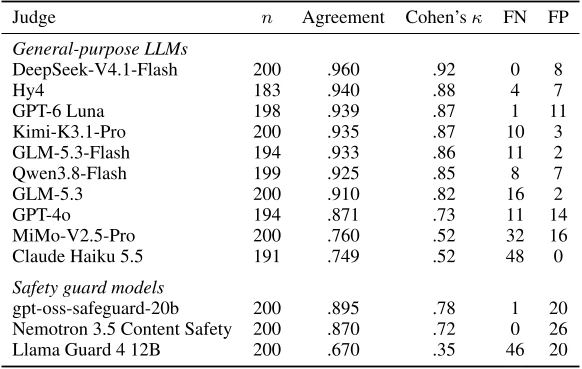 Judge n Agreement Cohen's κ FN FP
General-purpose LLMs
DeepSeek-V4.1-Flash 200 .960 .92 0 8
Hy4 183 .940 .88 4 7
GPT-6 Luna 198 .939 .87 1 11
Kimi-K3.1-Pro 200 .935 .87 10 3
GLM-5.3-Flash 194 .933 .86 11 2
Qwen3.8-Flash 199 .925 .85 8 7
GLM-5.3 200 .910 .82 16 2
GPT-4o 194 .871 .73 11 14
MiMo-V2.5-Pro 200 .760 .52 32 16
Claude Haiku 5.5 191 .749 .52 48 0
Safety guard models
gpt-oss-safeguard-20b 200 .895 .78 1 20
Nemotron 3.5 Content Safety 200 .870 .72 0 26
Llama Guard 4 12B 200 .670 .35 46 20